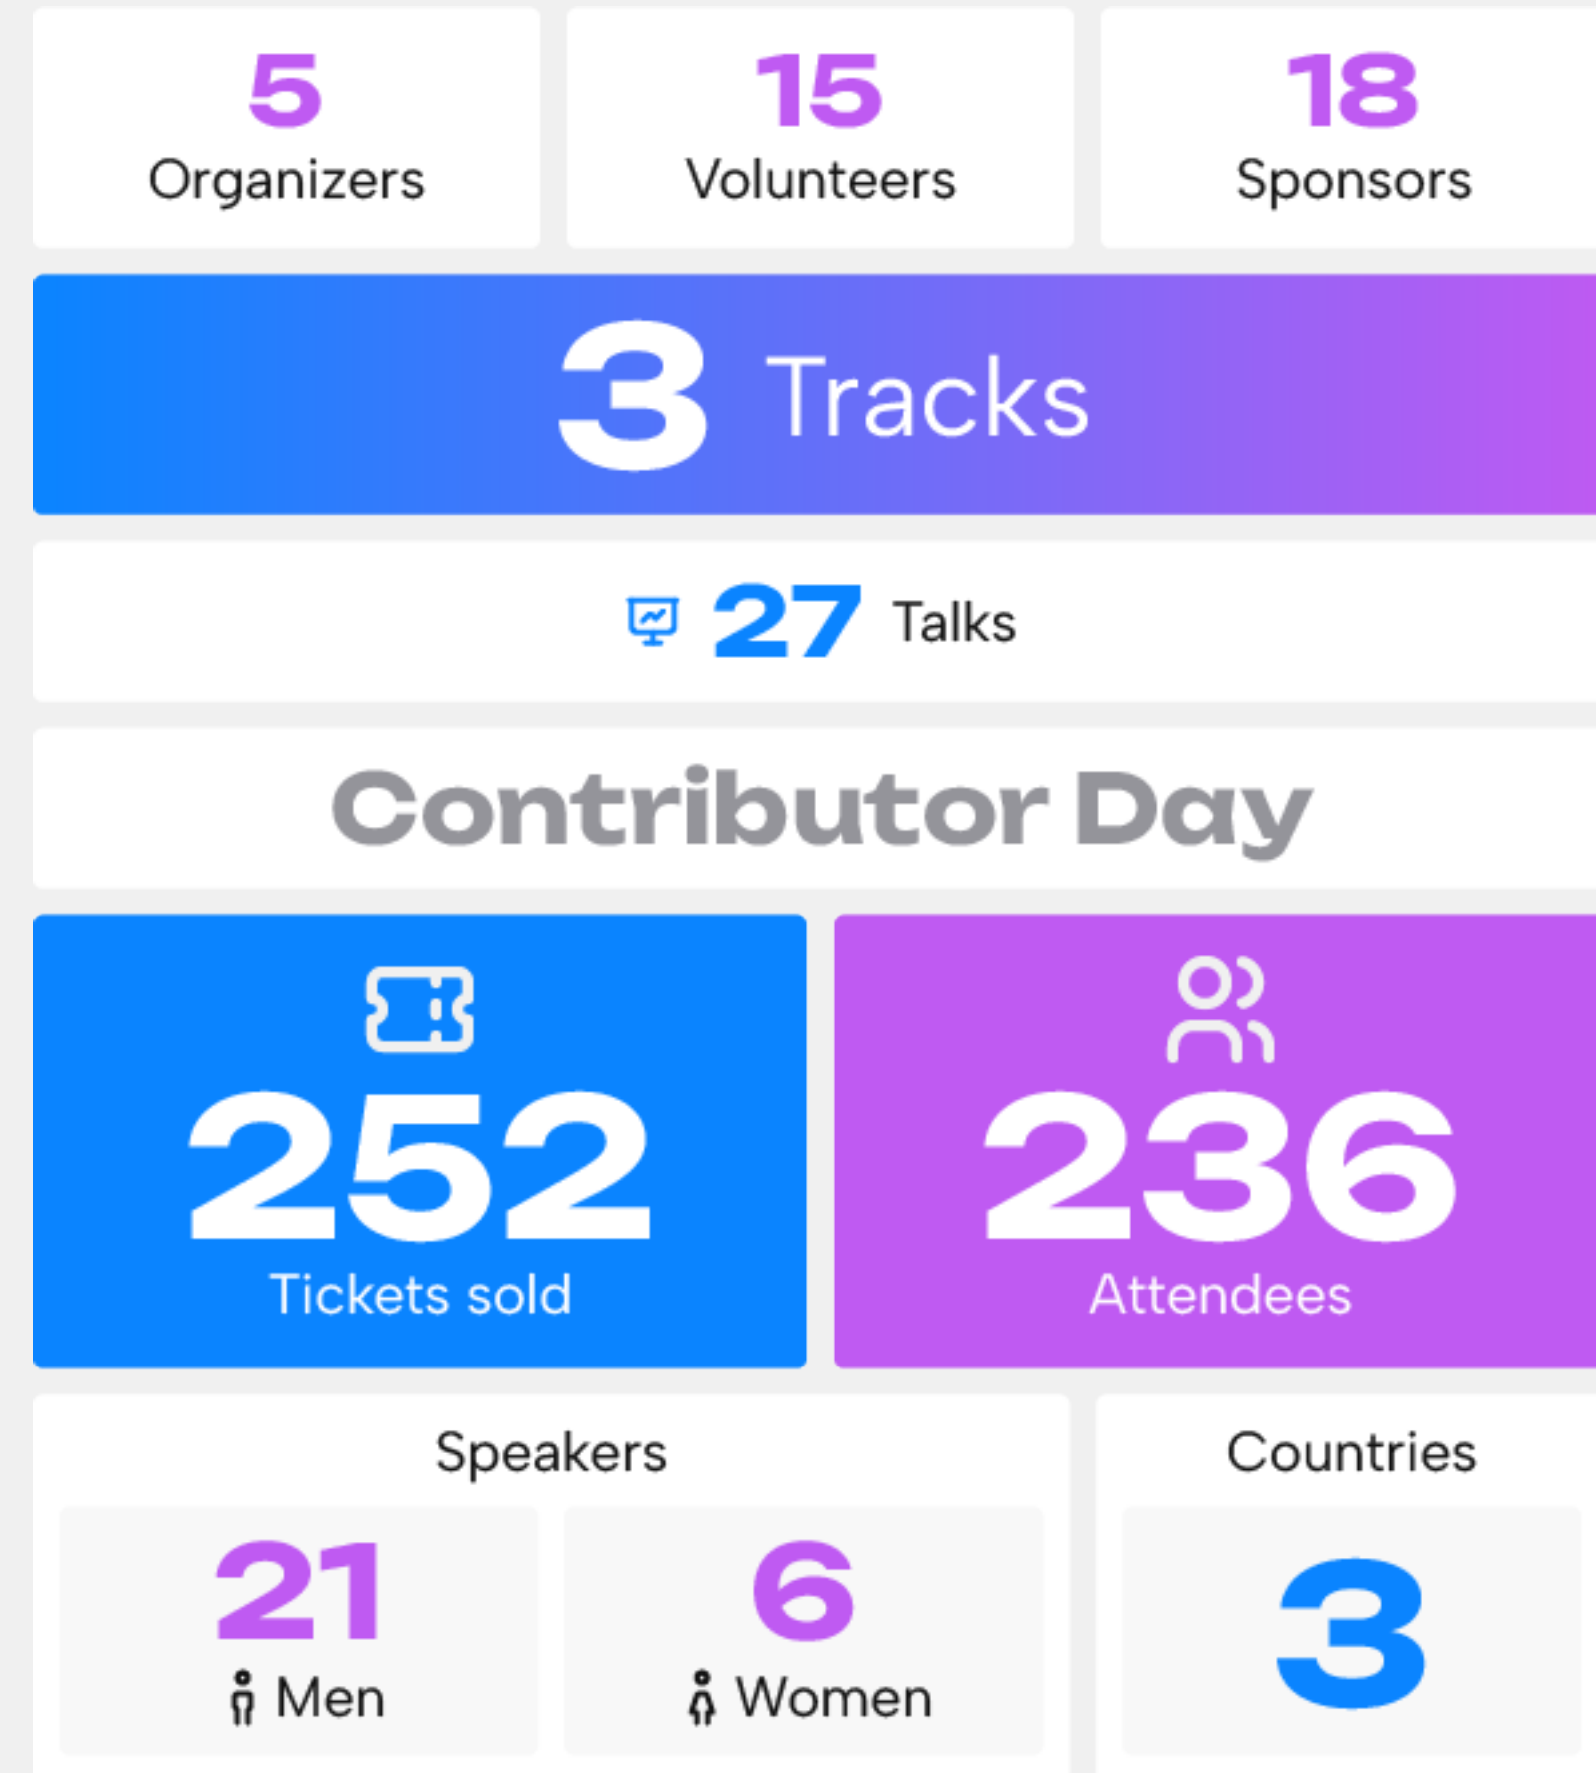 5 15 18
Organizers Volunteers Sponsors
3 Tracks
27 Talks
Contributor Day
252 236
Tickets sold Attendees
Speakers Countries
21 6 3
Men Women